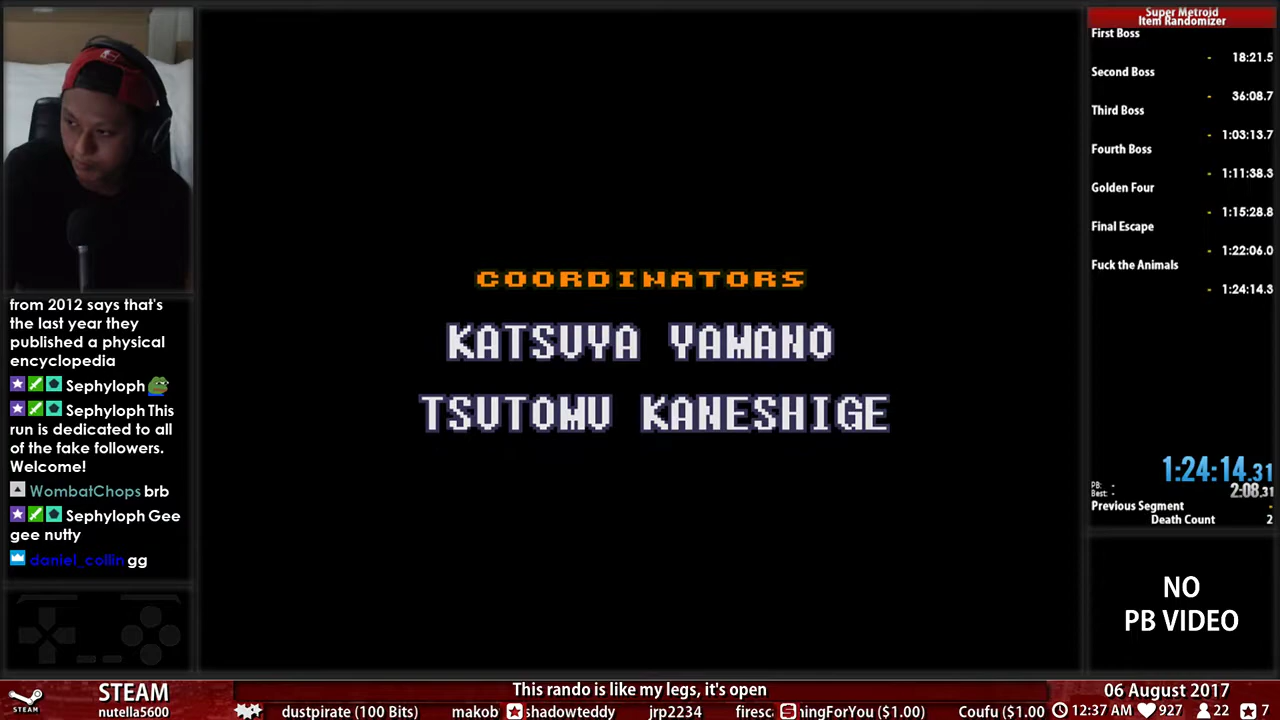 COORDINATORS
KATSUYA YAMANO
TSUTOMU KANESHIGE
from 2012 says that's
the last year they
published a physical
encyclopedia
Sephyloph
Sephyloph This
run is dedicated to all
of the fake followers.
Welcome!
WombatChops brb
Sephyloph Gee
gee nutty
daniel_collin gg
Super Metroid
Item Randomizer
First Boss
- 18:21.5
Second Boss
- 36:08.7
Third Boss
- 1:03:13.7
Fourth Boss
- 1:11:38.3
Golden Four
- 1:15:28.8
Final Escape
- 1:22:06.0
Fuck the Animals
- 1:24:14.3
1:24:14.31
PB: -
Best: -
2:08.31
Previous Segment -
Death Count 2
NO
PB VIDEO
STEAM
STEAM
nutella5600
This rando is like my legs, it's open
dustpirate (100 Bits) makob shadowteddy jrp2234 firesc ningForYou ($1.00) Coufu ($1.00
06 August 2017
12:37 AM 927 22 7